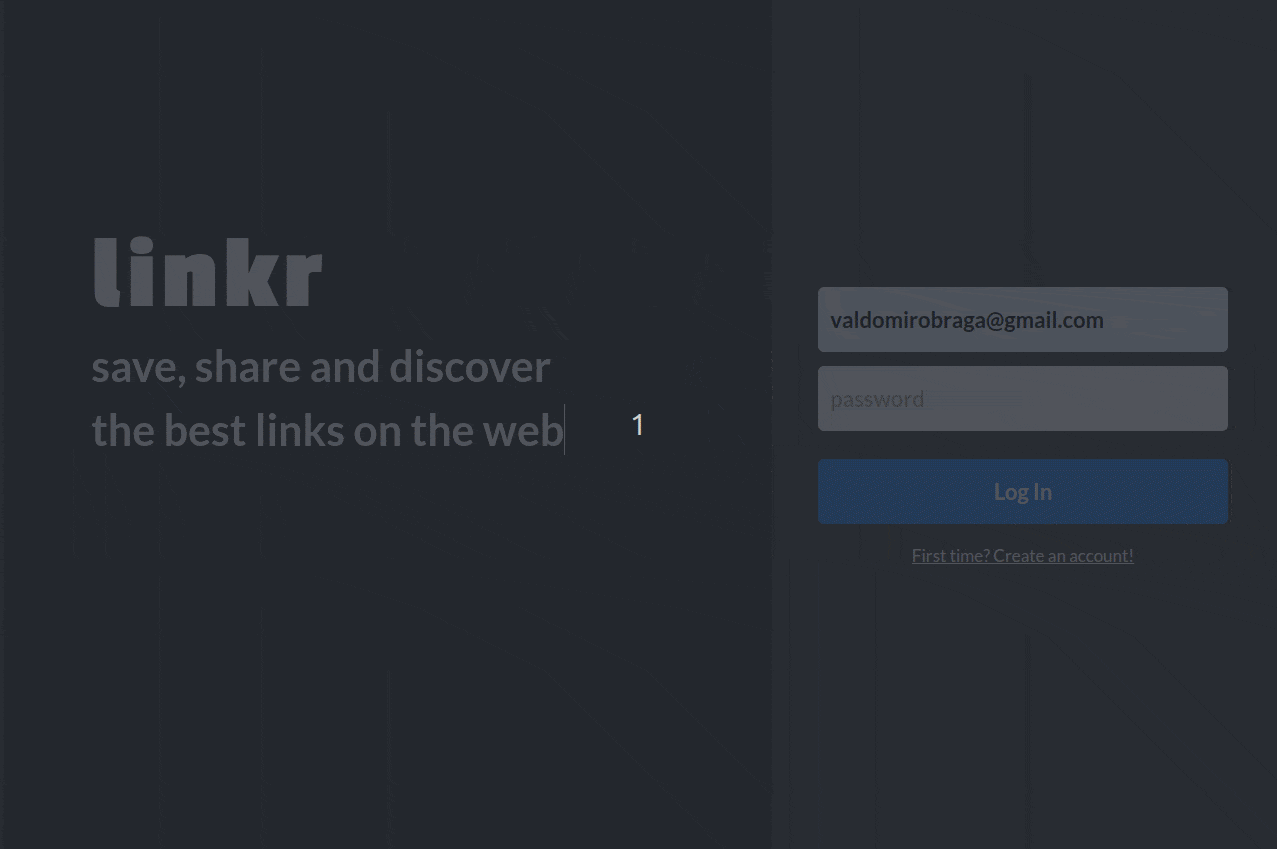 linkr
save, share and discover
the best links on the web
1
valdomirobraga@gmail.com
password
Log In
First time? Create an account!